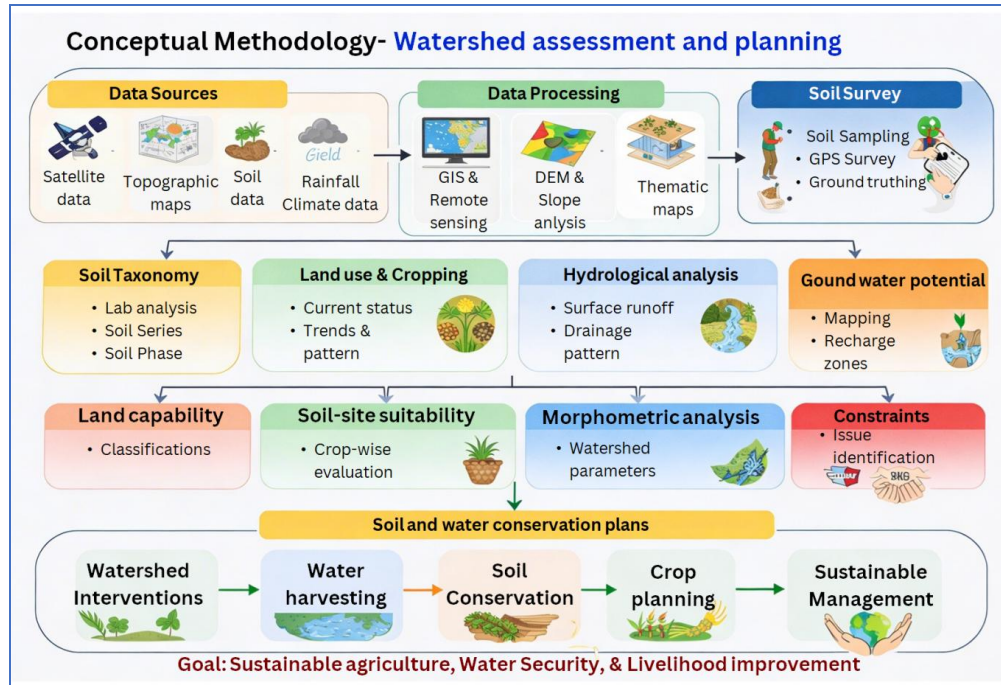 Conceptual Methodology- Watershed assessment and planning
Data Sources
Satellite
data
Topographic
maps
Soil
data
Gield
Rainfall
Climate data
Data Processing
GIS &
Remote
sensing
DEM &
Slope
anlysis
Thematic
maps
Soil Survey
Soil Sampling
• GPS Survey
• Ground truthing
Soil Taxonomy
• Lab analysis
• Soil Series
• Soil Phase
Land use & Cropping
• Current status
• Trends &
pattern
Hydrological analysis
• Surface runoff
• Drainage
pattern
Gound water potential
• Mapping
• Recharge
zones
Land capability
• Classifications
Soil-site suitability
• Crop-wise
evaluation
Morphometric analysis
• Watershed
parameters
Constraints
• Issue
identification
Soil and water conservation plans
Watershed
Interventions
Water
harvesting
Soil
Conservation
Crop
planning
Sustainable
Management
Goal: Sustainable agriculture, Water Security, & Livelihood improvement